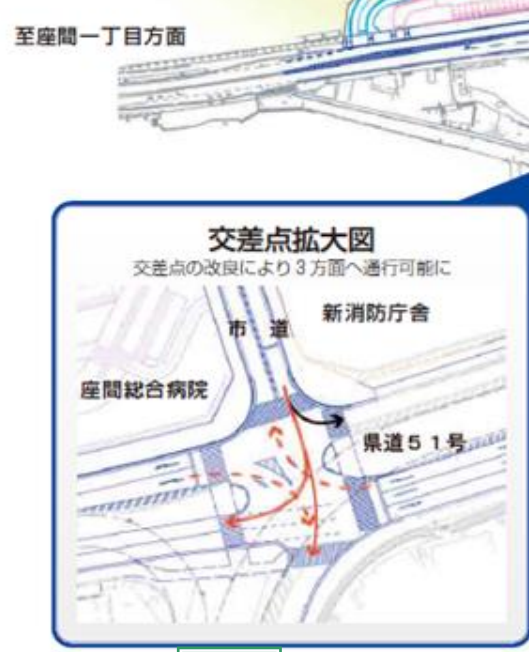 至座間一丁目方面
交差点拡大図
交差点の改良により3方面へ通行可能に
市 道
新消防庁舎
座間総合病院
県道51号